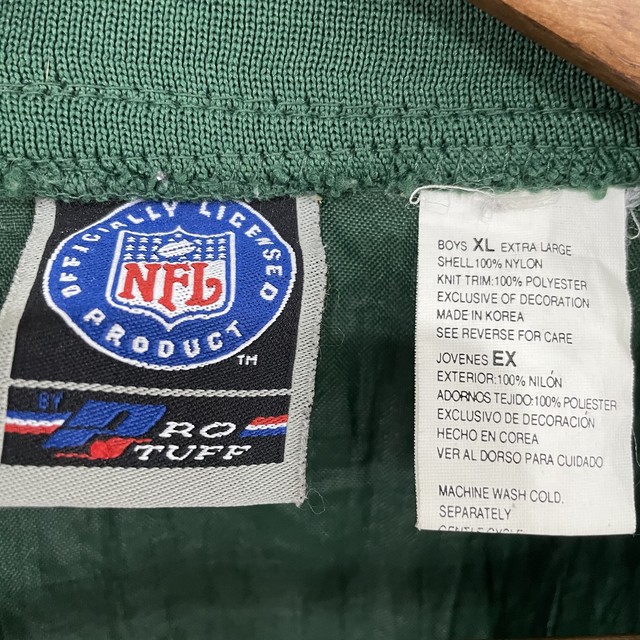 OFFICIALLY LICENSED
NFL
PRODUCT
TM
BY PRO
TUFF
BOYS XL EXTRA LARGE
SHELL:100% NYLON
KNIT TRIM:100% POLYESTER
EXCLUSIVE OF DECORATION
MADE IN KOREA
SEE REVERSE FOR CARE
JOVENES EX
EXTERIOR:100% NILÓN
ADORNOS TEJIDO:100% POLIESTER
EXCLUSIVO DE DECORACIÓN
HECHO EN COREA
VER AL DORSO PARA CUIDADO
MACHINE WASH COLD.
SEPARATELY
GENTLE CYCLE